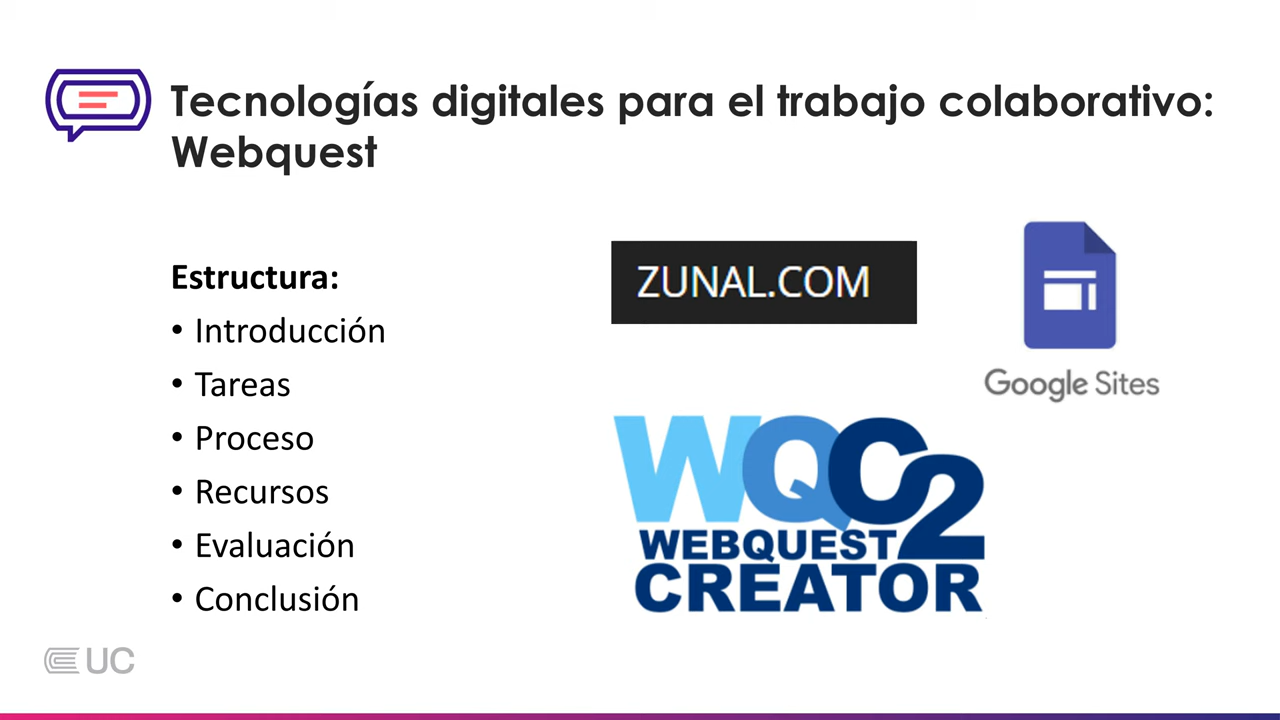 Tecnologías digitales para el trabajo colaborativo:
Webquest
Estructura:
• Introducción
• Tareas
• Proceso
• Recursos
• Evaluación
• Conclusión
ZUNAL.COM
Google Sites
WQC2
WEBQUEST
CREATOR
UC